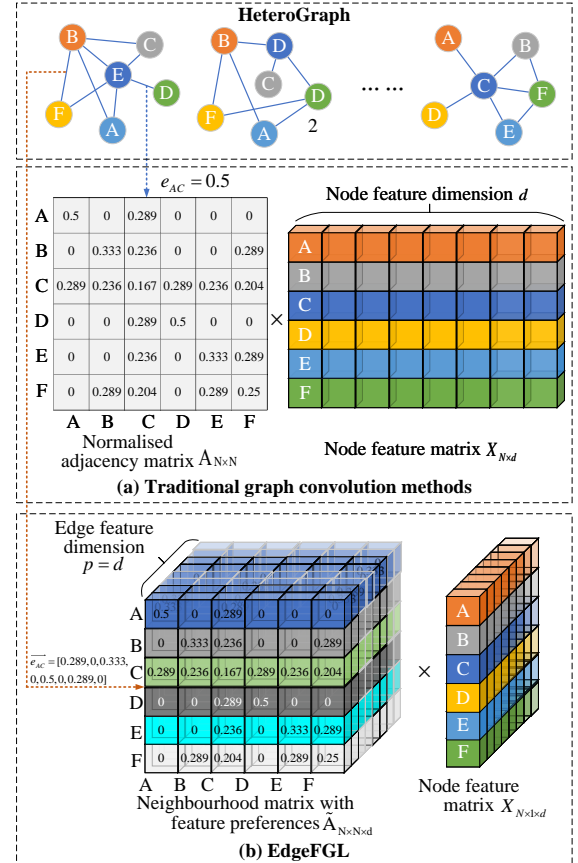 HeteroGraph
B C E D F A
B D C D F A 2
... ...
A B C F D E
e_AC = 0.5
Node feature dimension d
A 0.5 0 0.289 0 0 0
B 0 0.333 0.236 0 0 0.289
C 0.289 0.236 0.167 0.289 0.236 0.204
D 0 0 0.289 0.5 0 0
E 0 0 0.236 0 0.333 0.289
F 0 0.289 0.204 0 0.289 0.25
A B C D E F
×
A
B
C
D
E
F
Normalised
adjacency matrix A_N×N
Node feature matrix X_N×d
(a) Traditional graph convolution methods
Edge feature
dimension
p = d
e_AC = [0.289,0,0.333,
0,0.5,0,0.289,0]
A 0.5 0 0.289 0 0 0
B 0 0.333 0.236 0 0 0.289
C 0.289 0.236 0.167 0.289 0.236 0.204
D 0 0 0.289 0.5 0 0
E 0 0 0.236 0 0.333 0.289
F 0 0.289 0.204 0 0.289 0.25
A B C D E F
×
A
B
C
D
E
F
Neighbourhood matrix with
feature preferences Ã_N×N×d
Node feature
matrix X_N×1×d
(b) EdgeFGL